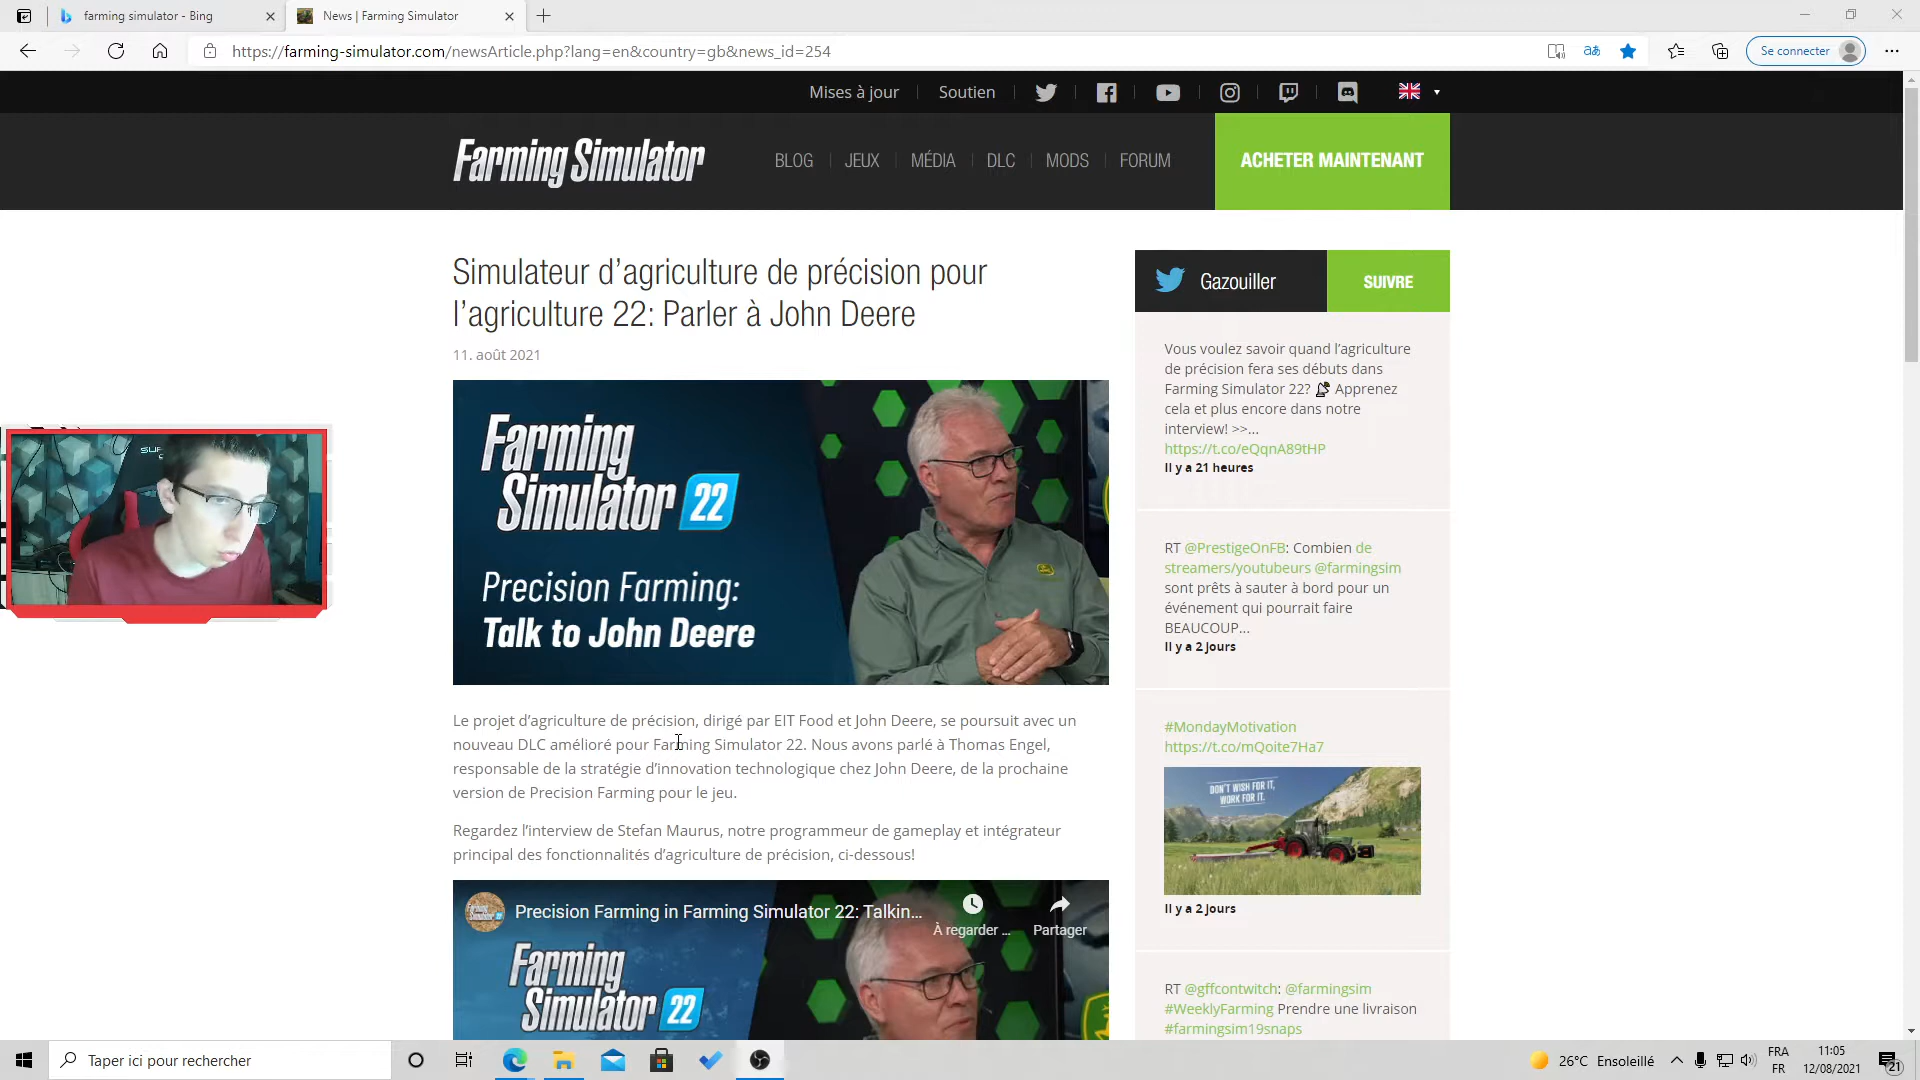 farming simulator - Bing
News | Farming Simulator
https://farming-simulator.com/newsArticle.php?lang=en&country=gb&news_id=254
Se connecter
Mises à jour
Soutien
Farming Simulator
BLOG
JEUX
MÉDIA
DLC
MODS
FORUM
ACHETER MAINTENANT
Simulateur d'agriculture de précision pour
l'agriculture 22: Parler à John Deere
11. août 2021
Farming
Simulator 22
Precision Farming:
Talk to John Deere
Le projet d'agriculture de précision, dirigé par EIT Food et John Deere, se poursuit avec un
nouveau DLC amélioré pour Farming Simulator 22. Nous avons parlé à Thomas Engel,
responsable de la stratégie d'innovation technologique chez John Deere, de la prochaine
version de Precision Farming pour le jeu.
Regardez l'interview de Stefan Maurus, notre programmeur de gameplay et intégrateur
principal des fonctionnalités d'agriculture de précision, ci-dessous!
Precision Farming in Farming Simulator 22: Talkin...
À regarder ...
Partager
Farming
Simulator 22
Gazouiller
SUIVRE
Vous voulez savoir quand l'agriculture
de précision fera ses débuts dans
Farming Simulator 22? Apprenez
cela et plus encore dans notre
interview! >>...
https://t.co/eQqnA89tHP
Il y a 21 heures
RT @PrestigeOnFB: Combien de
streamers/youtubeurs @farmingsim
sont prêts à sauter à bord pour un
événement qui pourrait faire
BEAUCOUP...
Il y a 2 Jours
#MondayMotivation
https://t.co/mQoite7Ha7
DON'T WISH FOR IT,
WORK FOR IT.
Il y a 2 Jours
RT @gffcontwitch: @farmingsim
#WeeklyFarming Prendre une livraison
#farmingsim19snaps
Taper ici pour rechercher
26°C Ensoleillé
FRA
FR
11:05
12/08/2021
21